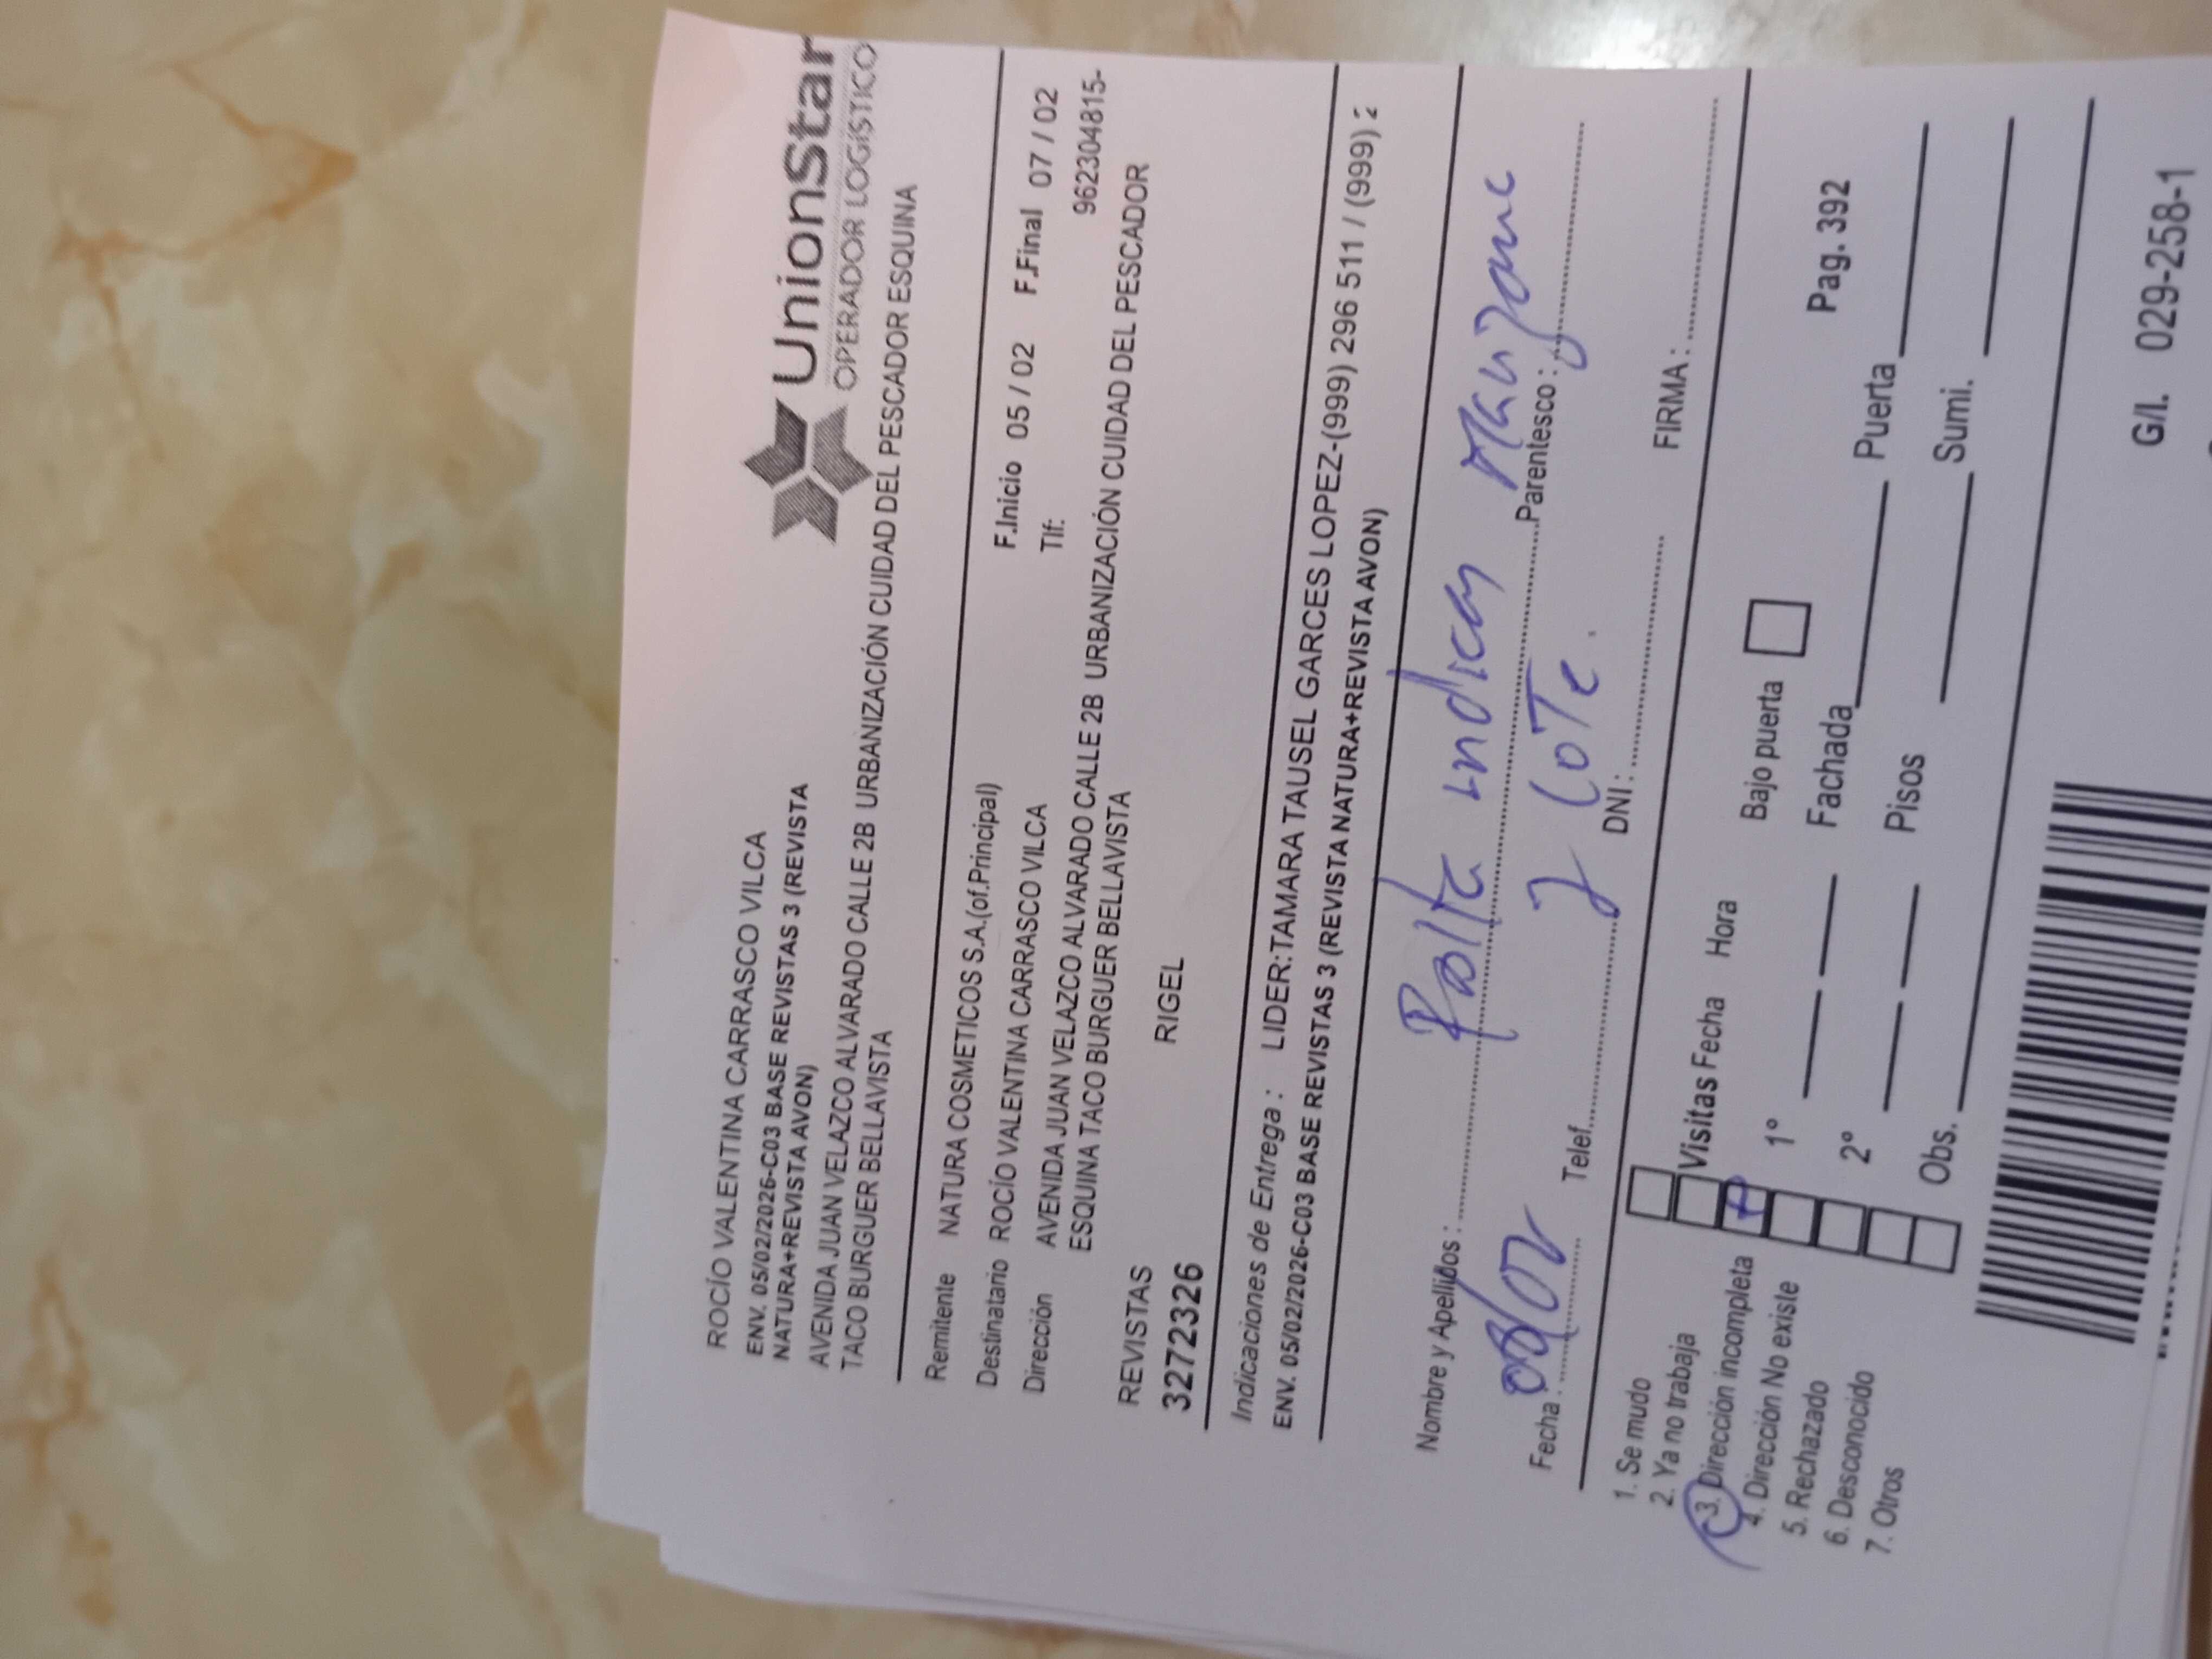 ROCÍO VALENTINA CARRASCO VILCA
ENV. 05/02/2026-C03 BASE REVISTAS 3 (REVISTA
NATURA+REVISTA AVON)
AVENIDA JUAN VELAZCO ALVARADO CALLE 2B URBANIZACIÓN CUIDAD DEL PESCADOR ESQUINA
TACO BURGUER BELLAVISTA
UnionStar
OPERADOR LOGISTICO
Remitente NATURA COSMETICOS S.A.(of.Principal)
F.Inicio 05 / 02 F.Final 07 / 02
Destinatario ROCÍO VALENTINA CARRASCO VILCA
Tlf: 962304815-
Dirección AVENIDA JUAN VELAZCO ALVARADO CALLE 2B URBANIZACIÓN CUIDAD DEL PESCADOR
ESQUINA TACO BURGUER BELLAVISTA
REVISTAS
3272326 RIGEL
Indicaciones de Entrega : LIDER:TAMARA TAUSEL GARCES LOPEZ-(999) 296 511 / (999)
ENV. 05/02/2026-C03 BASE REVISTAS 3 (REVISTA NATURA+REVISTA AVON)
Falta indicar Manzana
Nombre y Apellidos : Parentesco :
y LoTe.
Fecha : Telef. DNI : FIRMA :
1. Se mudo
2. Ya no trabaja
3. Dirección incompleta
4. Dirección No existe
5. Rechazado
6. Desconocido
7. Otros
Visitas Fecha Hora
1°
2°
Obs.
Bajo puerta
Pag. 392
Fachada Puerta
Pisos Sumi.
G/I. 029-258-1